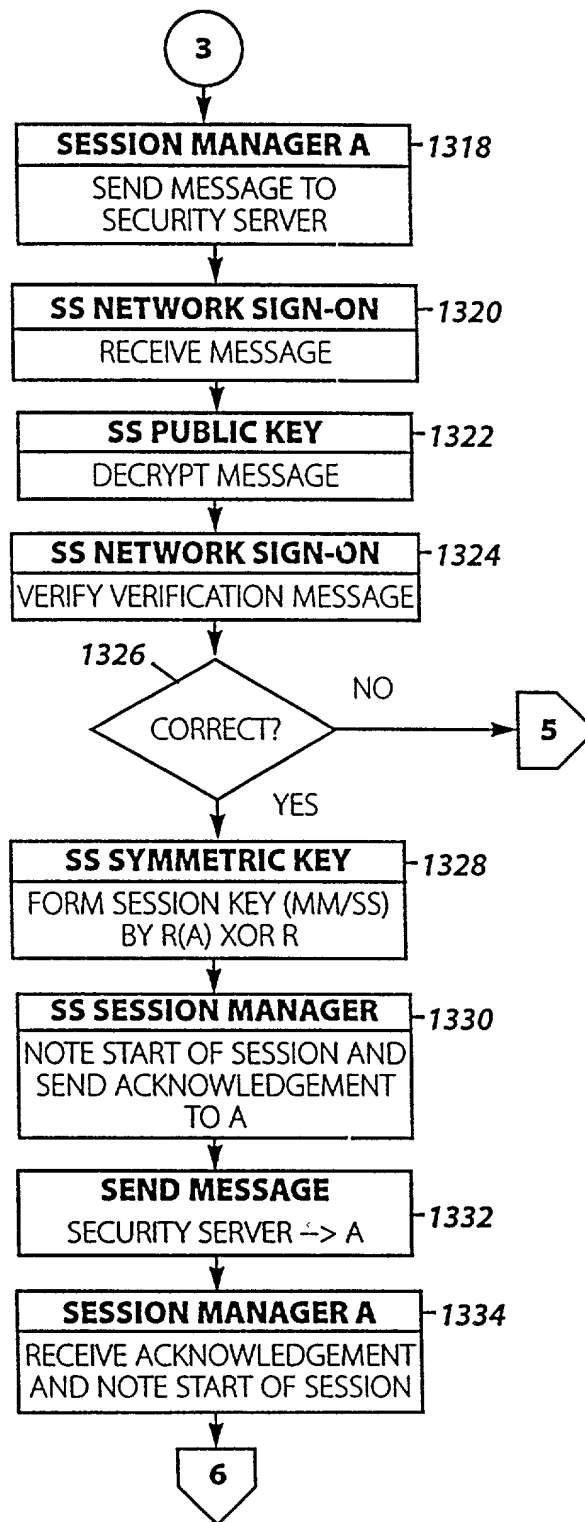 3
SESSION MANAGER A
1318
SEND MESSAGE TO
SECURITY SERVER
SS NETWORK SIGN-ON
1320
RECEIVE MESSAGE
SS PUBLIC KEY
1322
DECRYPT MESSAGE
SS NETWORK SIGN-ON
1324
VERIFY VERIFICATION MESSAGE
1326
CORRECT?
NO
5
YES
SS SYMMETRIC KEY
1328
FORM SESSION KEY (MM/SS)
BY R(A) XOR R
SS SESSION MANAGER
1330
NOTE START OF SESSION AND
SEND ACKNOWLEDGEMENT
TO A
SEND MESSAGE
1332
SECURITY SERVER --> A
SESSION MANAGER A
1334
RECEIVE ACKNOWLEDGEMENT
AND NOTE START OF SESSION
6